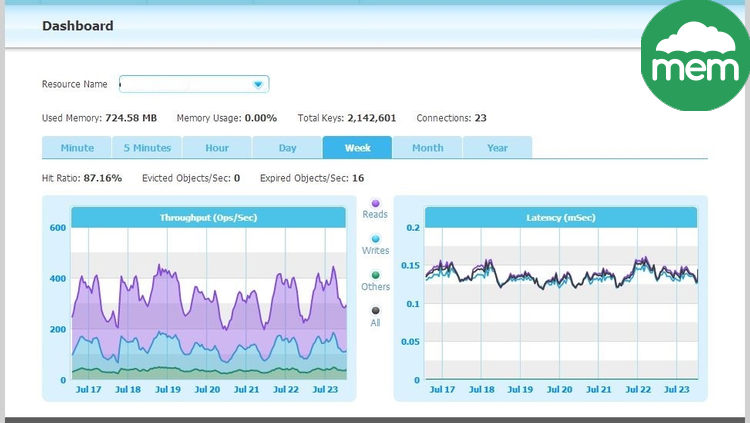 Dashboard
mem
Resource Name
Used Memory: 724.58 MB Memory Usage: 0.00% Total Keys: 2,142,601 Connections: 23
Minute 5 Minutes Hour Day Week Month Year
Hit Ratio: 87.16% Evicted Objects/Sec: 0 Expired Objects/Sec: 16
Throughput (Ops/Sec)
600
400
200
0
Jul 17 Jul 18 Jul 19 Jul 20 Jul 21 Jul 22 Jul 23
Reads
Writes
Others
All
Latency (mSec)
0.2
0.15
0.1
0.05
0
Jul 17 Jul 18 Jul 19 Jul 20 Jul 21 Jul 22 Jul 23